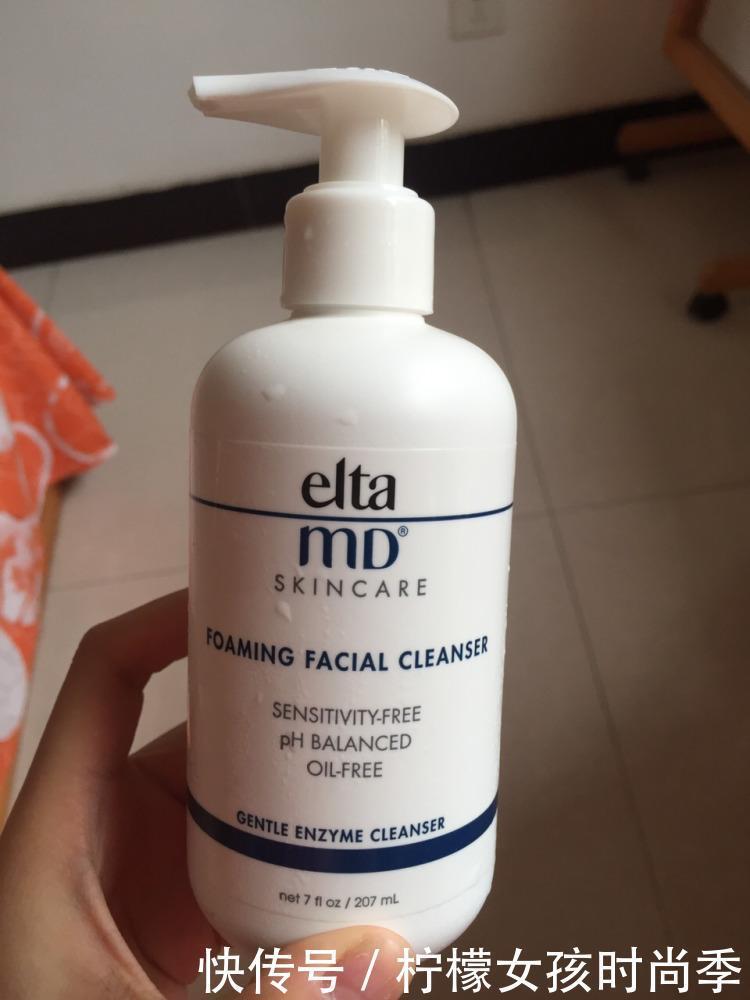 elta
MD®
SKINCARE
FOAMING FACIAL CLEANSER
SENSITIVITY-FREE
pH BALANCED
OIL-FREE
GENTLE ENZYME CLEANSER
net 7 fl oz / 207 mL
快传号 / 柠檬女孩时尚季